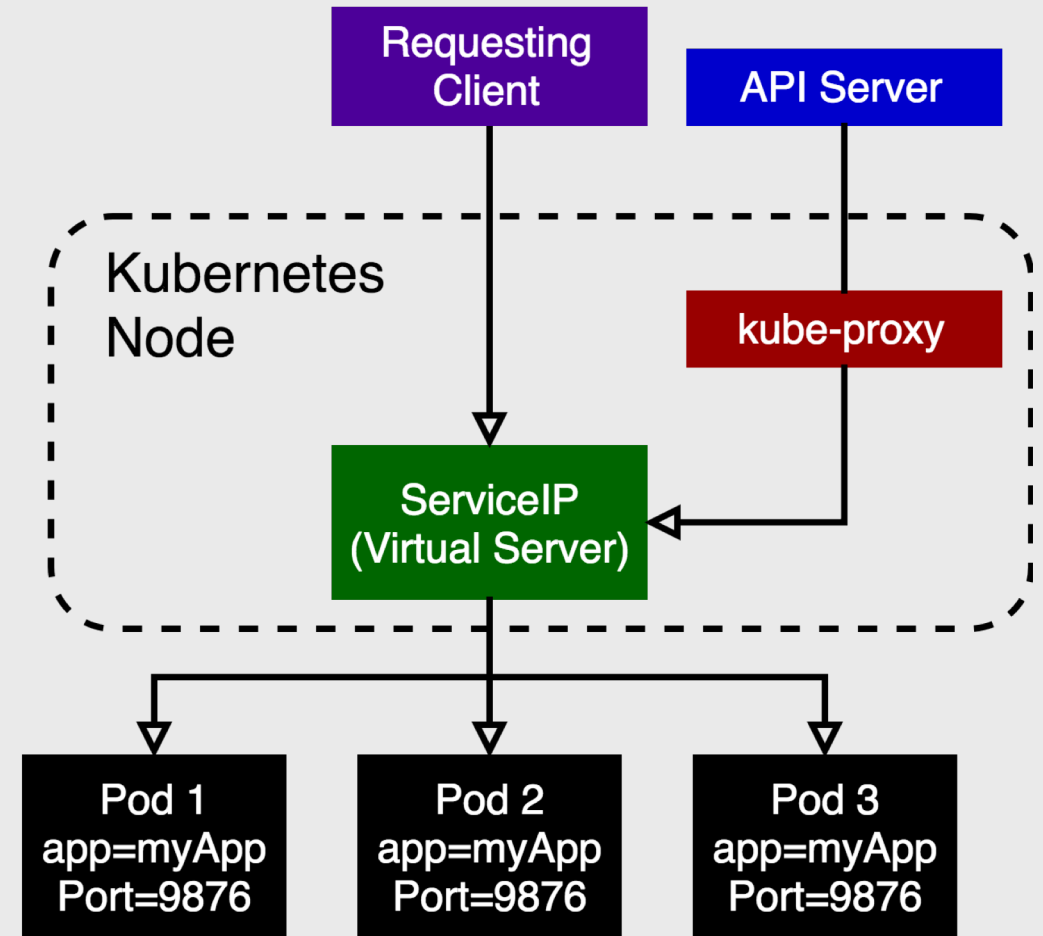 Requesting
Client
API Server
Kubernetes
Node
kube-proxy
ServiceIP
(Virtual Server)
Pod 1
app=myApp
Port=9876
Pod 2
app=myApp
Port=9876
Pod 3
app=myApp
Port=9876